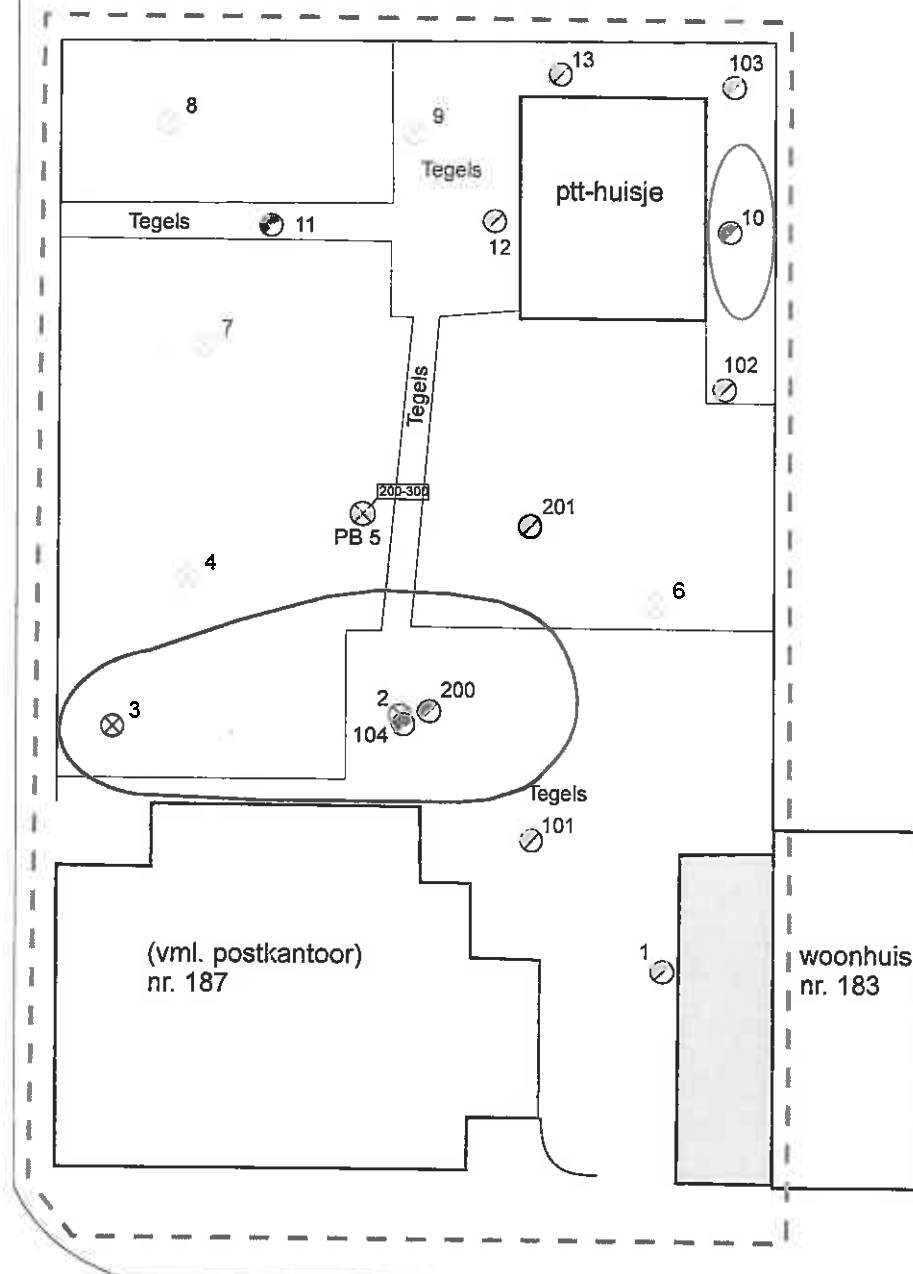 13
103
8
9
Tegels
ptt-huisje
Tegels
11
12
10
7
102
Tegels
200-300
PB 5
201
4
6
3
2
200
104
Tegels
101
(vml. postkantoor)
nr. 187
1
woonhuis
nr. 183